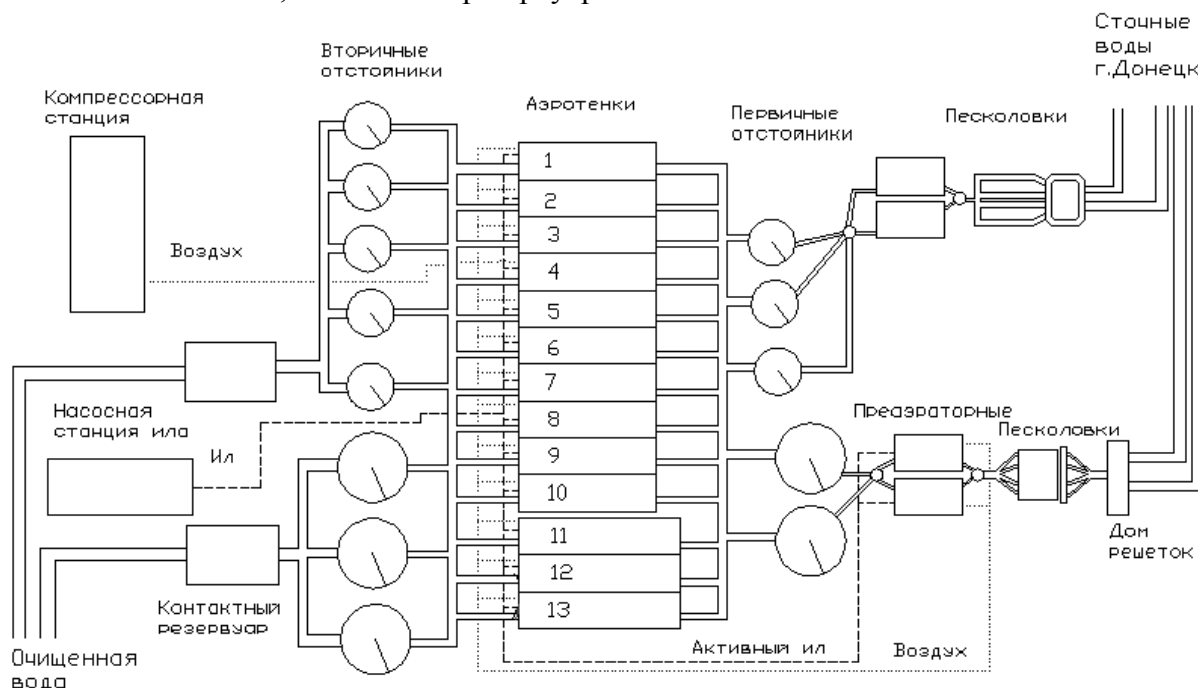 Сточные
воды
г.Донецк
Вторичные
отстойники
Компрессорная
станция
Аэротенки
Первичные
отстойники
Песколовки
Воздух
1
2
3
4
5
6
7
8
9
10
11
12
13
Насосная
станция ила
Ил
Преаэраторные
Песколовки
Дом
решеток
Контактный
резервуар
Активный ил
Воздух
Очищенная
вода